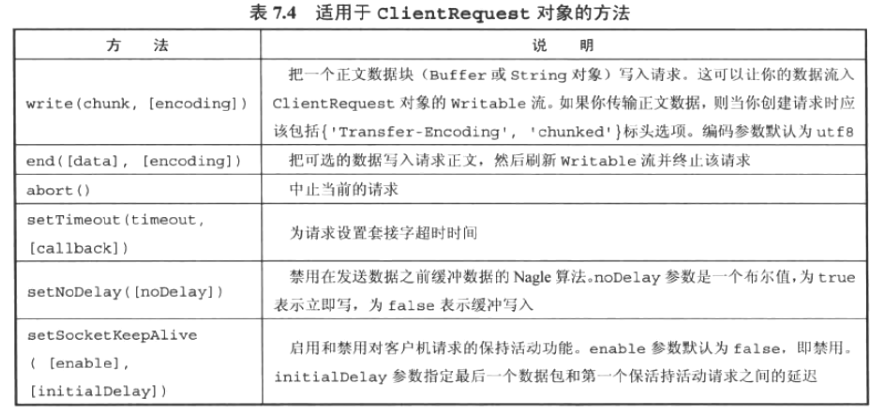 表 7.4 适用于 ClientRequest 对象的方法
方 法
说 明
write(chunk, [encoding])
把一个正文数据块（Buffer 或 String 对象）写入请求。这可以让你的数据流入
ClientRequest 对象的 Writable 流。如果你传输正文数据，则当你创建请求时应
该包括{'Transfer-Encoding', 'chunked'}标头选项。编码参数默认为 utf8
end([data], [encoding])
把可选的数据写入请求正文，然后刷新 Writable 流并终止该请求
abort()
中止当前的请求
setTimeout(timeout,
[callback])
为请求设置套接字超时时间
setNoDelay([noDelay])
禁用在发送数据之前缓冲数据的 Nagle 算法。noDelay 参数是一个布尔值，为 true
表示立即写，为 false 表示缓冲写入
setSocketKeepAlive
( [enable],
[initialDelay])
启用和禁用对客户机请求的保持活动功能。enable 参数默认为 false，即禁用。
initialDelay 参数指定最后一个数据包和第一个保活持活动请求之间的延迟